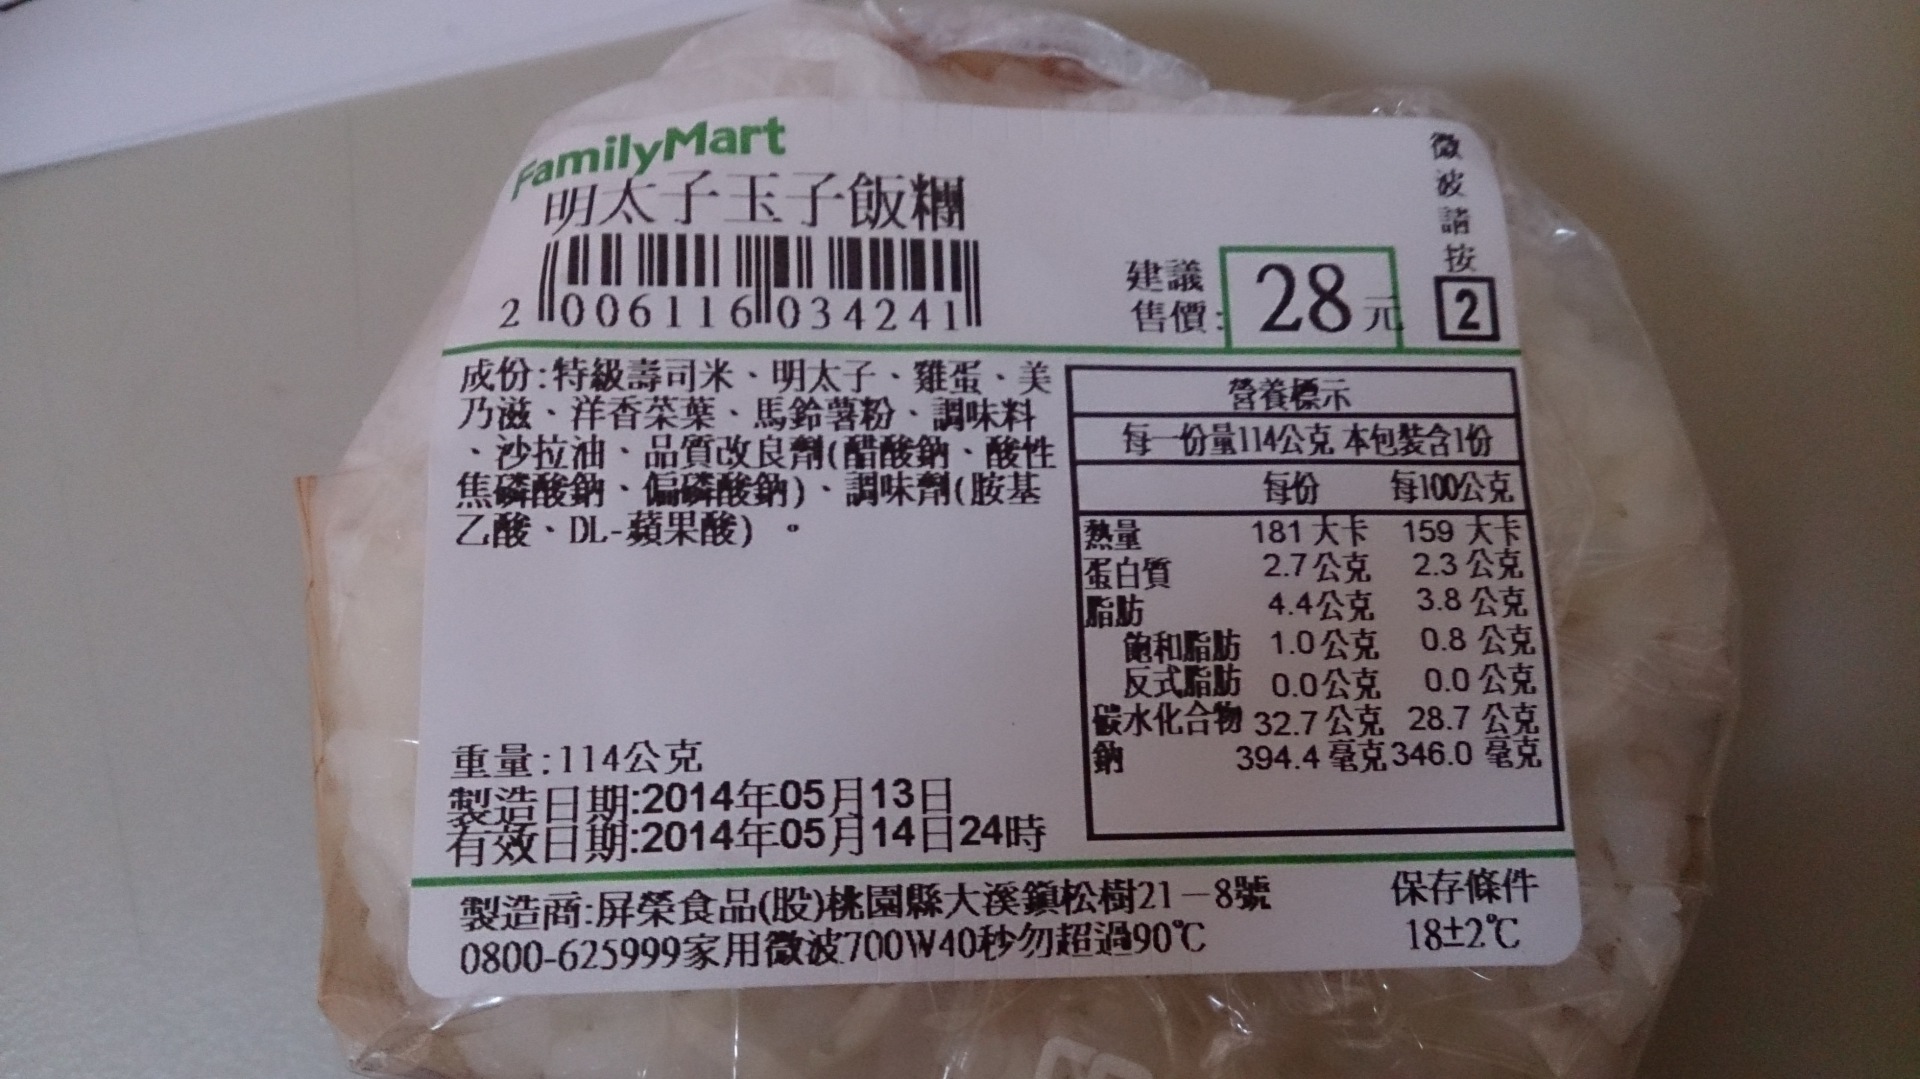 FamilyMart
明太子玉子飯糰
2 006116 034241
建議
售價:
28元
微波請按
2
成份:特級壽司米、明太子、雞蛋、美
乃滋、洋香菜葉、馬鈴薯粉、調味料
、沙拉油、品質改良劑(醋酸鈉、酸性
焦磷酸鈉、偏磷酸鈉)、調味劑(胺基
乙酸、DL-蘋果酸)。
營養標示
每一份量114公克 本包裝含1份
每份 每100公克
熱量 181 大卡 159 大卡
蛋白質 2.7公克 2.3 公克
脂肪 4.4公克 3.8 公克
飽和脂肪 1.0公克 0.8 公克
反式脂肪 0.0公克 0.0 公克
碳水化合物 32.7公克 28.7 公克
鈉 394.4 毫克 346.0 毫克
重量:114公克
製造日期:2014年05月13日
有效日期:2014年05月14日24時
製造商:屏榮食品(股)桃園縣大溪鎮松樹21－8號
0800-625999家用微波700W40秒勿超過90℃
保存條件
18±2℃